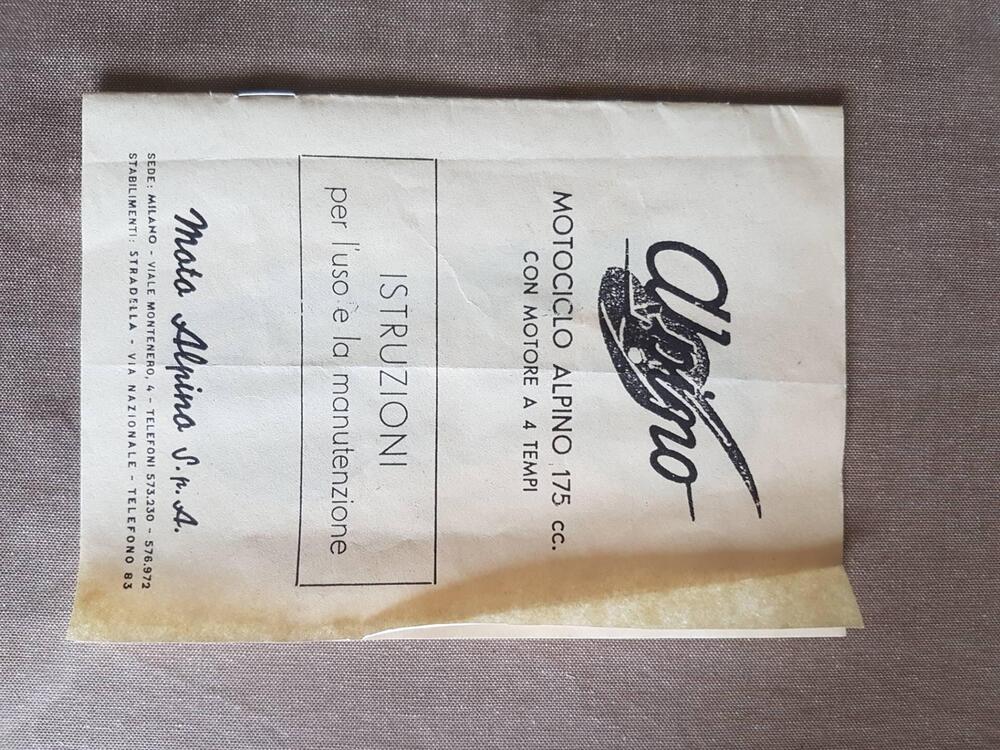 Alpino
MOTOCICLO ALPINO 175 cc.
CON MOTORE A 4 TEMPI
ISTRUZIONI
per l'uso e la manutenzione
Moto Alpino S.p.A.
SEDE: MILANO - VIALE MONTENERO, 4 - TELEFONI 573.230 - 576.972
STABILIMENTI: STRADELLA - VIA NAZIONALE - TELEFONO 83